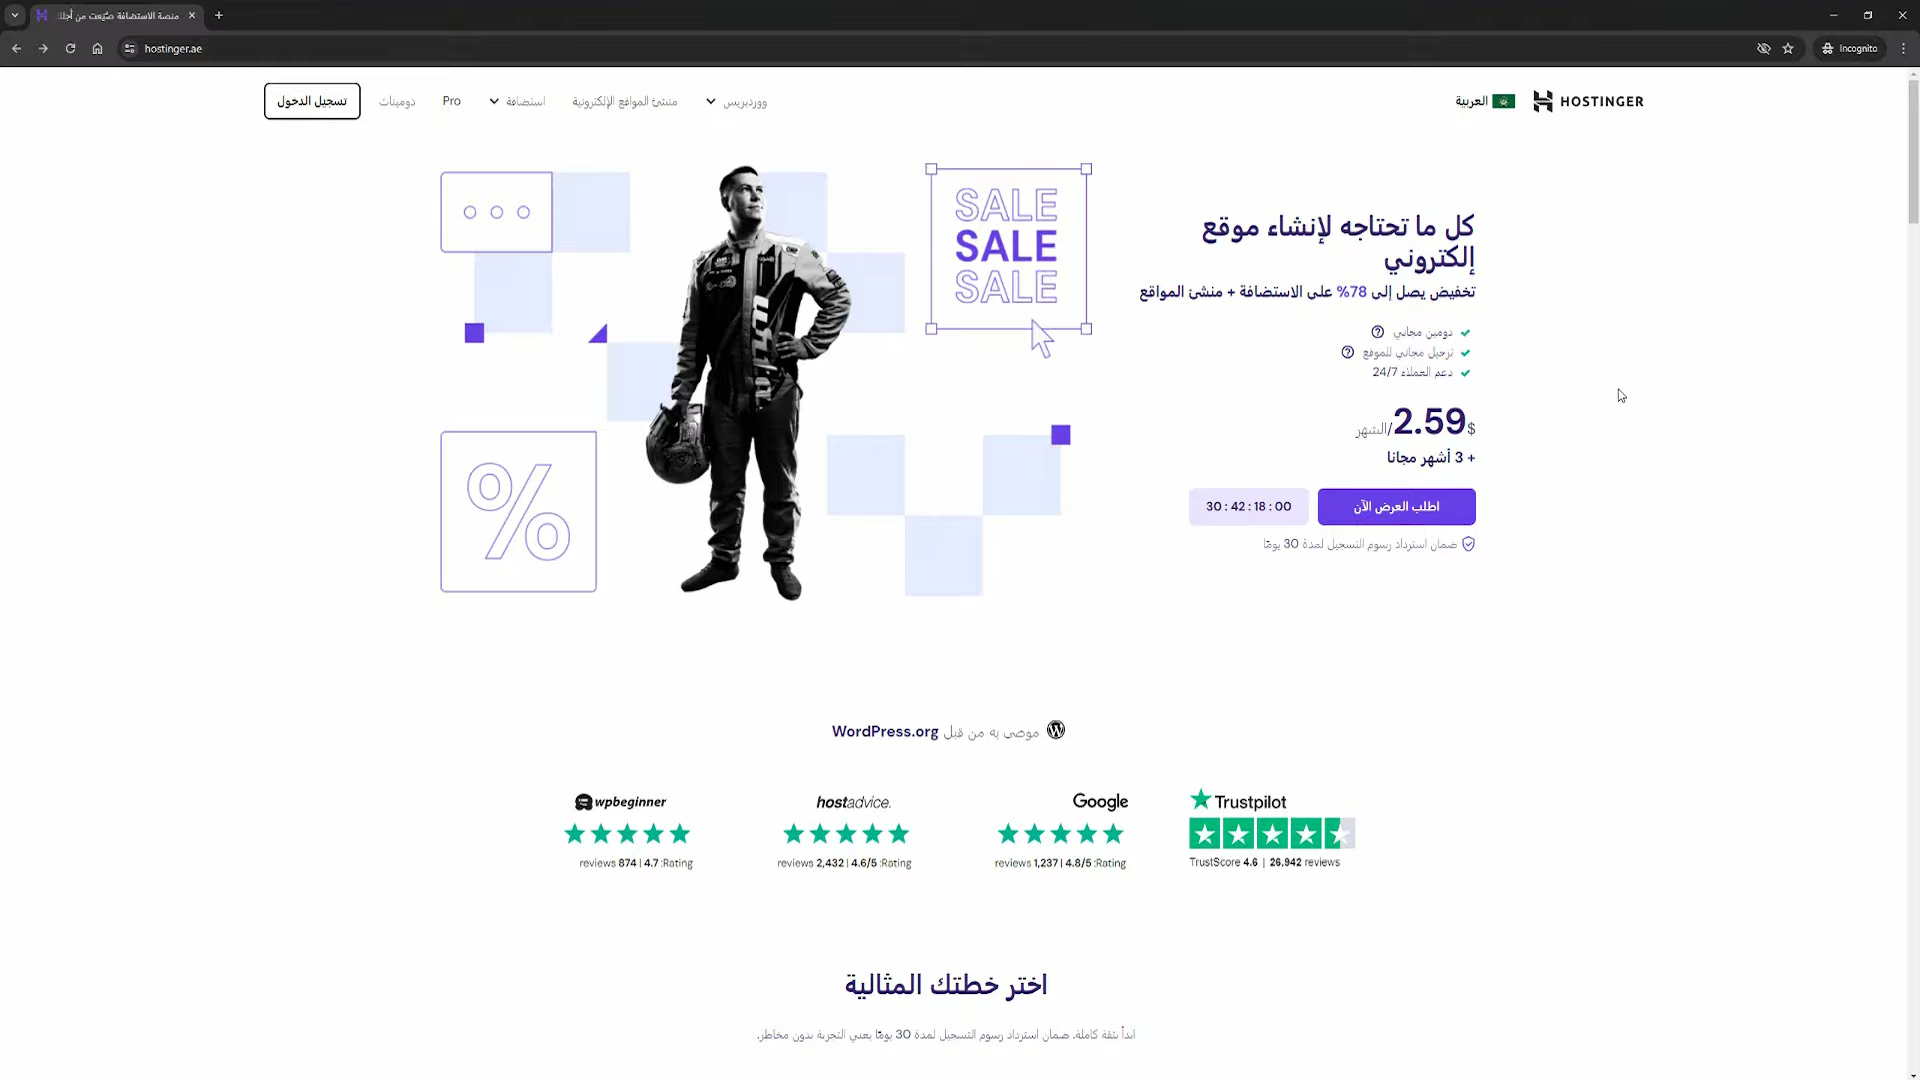 منصة الاستضافة صُنِعت من أجلك
hostinger.ae
Incognito
HOSTINGER
العربية
ووردبريس
منشئ المواقع الإلكترونية
استضافة
Pro
دومينات
تسجيل الدخول
SALE
SALE
SALE
%
كل ما تحتاجه لإنشاء موقع
إلكتروني
تخفيض يصل إلى 78% على الاستضافة + منشئ المواقع
دومين مجاني
ترحيل مجاني للموقع
دعم العملاء 24/7
$2.59/الشهر
+ 3 أشهر مجانا
اطلب العرض الآن
30 : 42 : 18 : 00
ضمان استرداد رسوم التسجيل لمدة 30 يومًا
موصى به من قبل WordPress.org
Trustpilot
TrustScore 4.6 | 26,942 reviews
Google
reviews 1,237 | 4.8/5 :Rating
hostadvice.
reviews 2,432 | 4.6/5 :Rating
wpbeginner
reviews 874 | 4.7 :Rating
اختر خطتك المثالية
ابدأ بثقة كاملة. ضمان استرداد رسوم التسجيل لمدة 30 يومًا يعني التجربة بدون مخاطر.